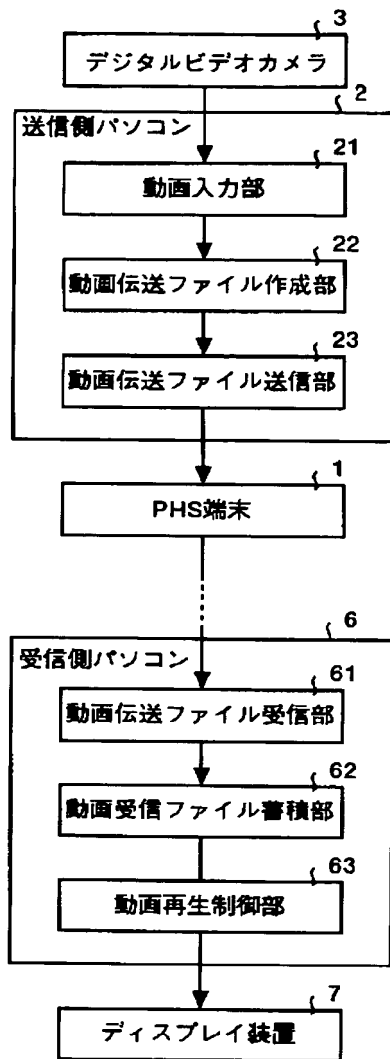 3
デジタルビデオカメラ
2
送信側パソコン
21
動画入力部
22
動画伝送ファイル作成部
23
動画伝送ファイル送信部
1
PHS端末
6
受信側パソコン
61
動画伝送ファイル受信部
62
動画受信ファイル蓄積部
63
動画再生制御部
7
ディスプレイ装置